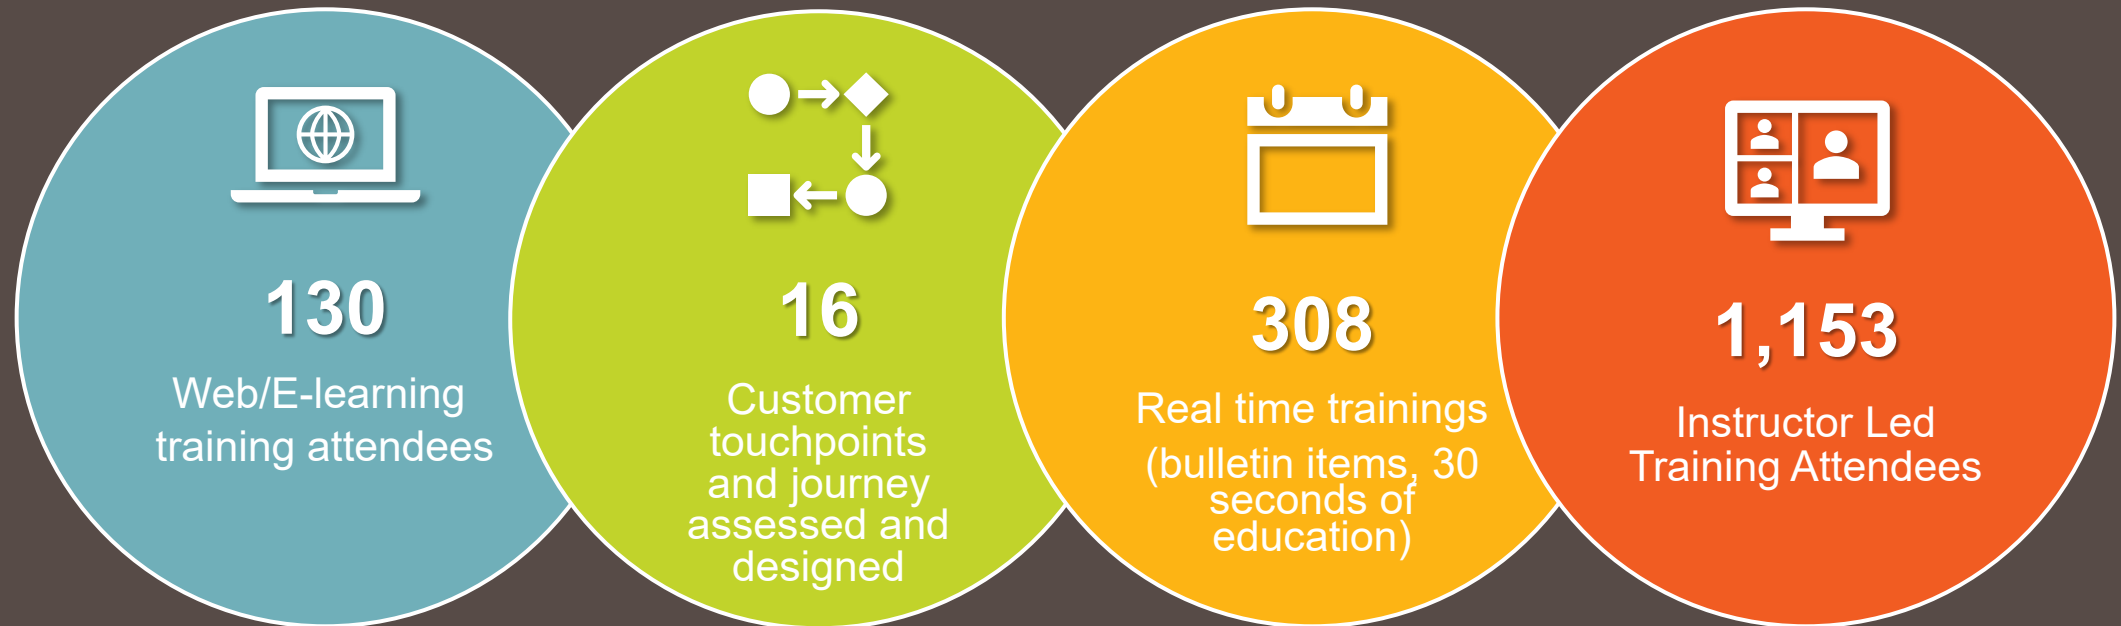 130
Web/E-learning
training attendees
16
Customer
touchpoints
and journey
assessed and
designed
308
Real time trainings
(bulletin items, 30
seconds of
education)
1,153
Instructor Led
Training Attendees